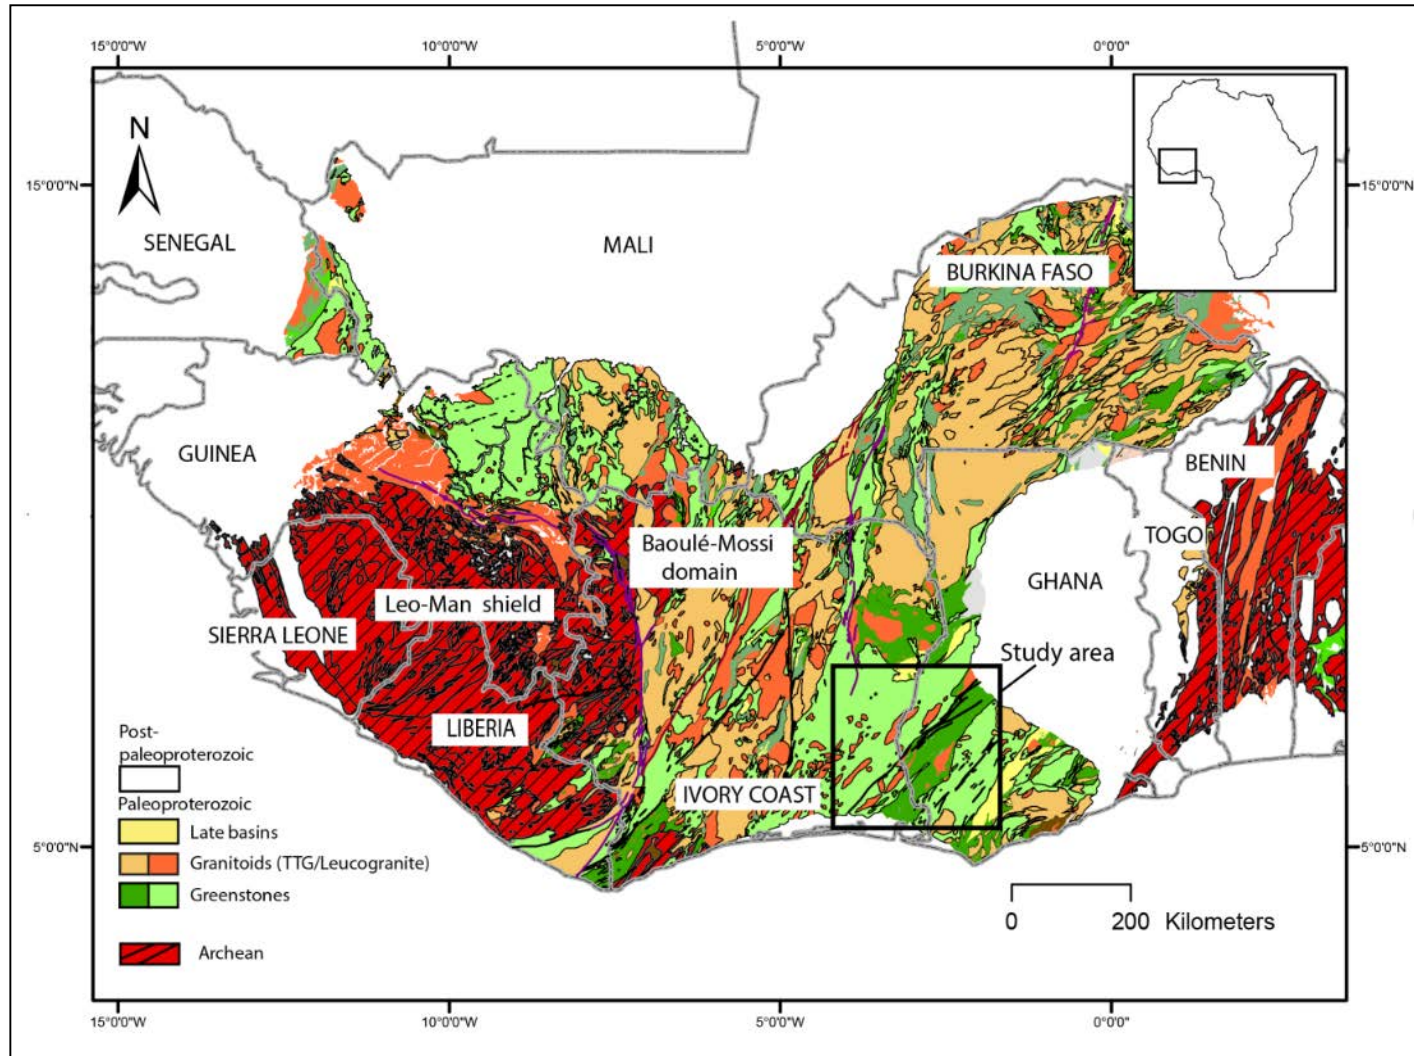 15°0'0"W 10°0'0"W 5°0'0"W 0°0'0"
N
15°0'0"N 15°0'0"N
SENEGAL
MALI
BURKINA FASO
GUINEA
BENIN
Baoulé-Mossi
domain
TOGO
GHANA
Leo-Man shield
SIERRA LEONE
Study area
LIBERIA
IVORY COAST
Post-
paleoproterozoic
Paleoproterozoic
Late basins
Granitoids (TTG/Leucogranite)
Greenstones
Archean
5°0'0"N 5°0'0"N
0 200 Kilometers
15°0'0"W 10°0'0"W 5°0'0"W 0°0'0"